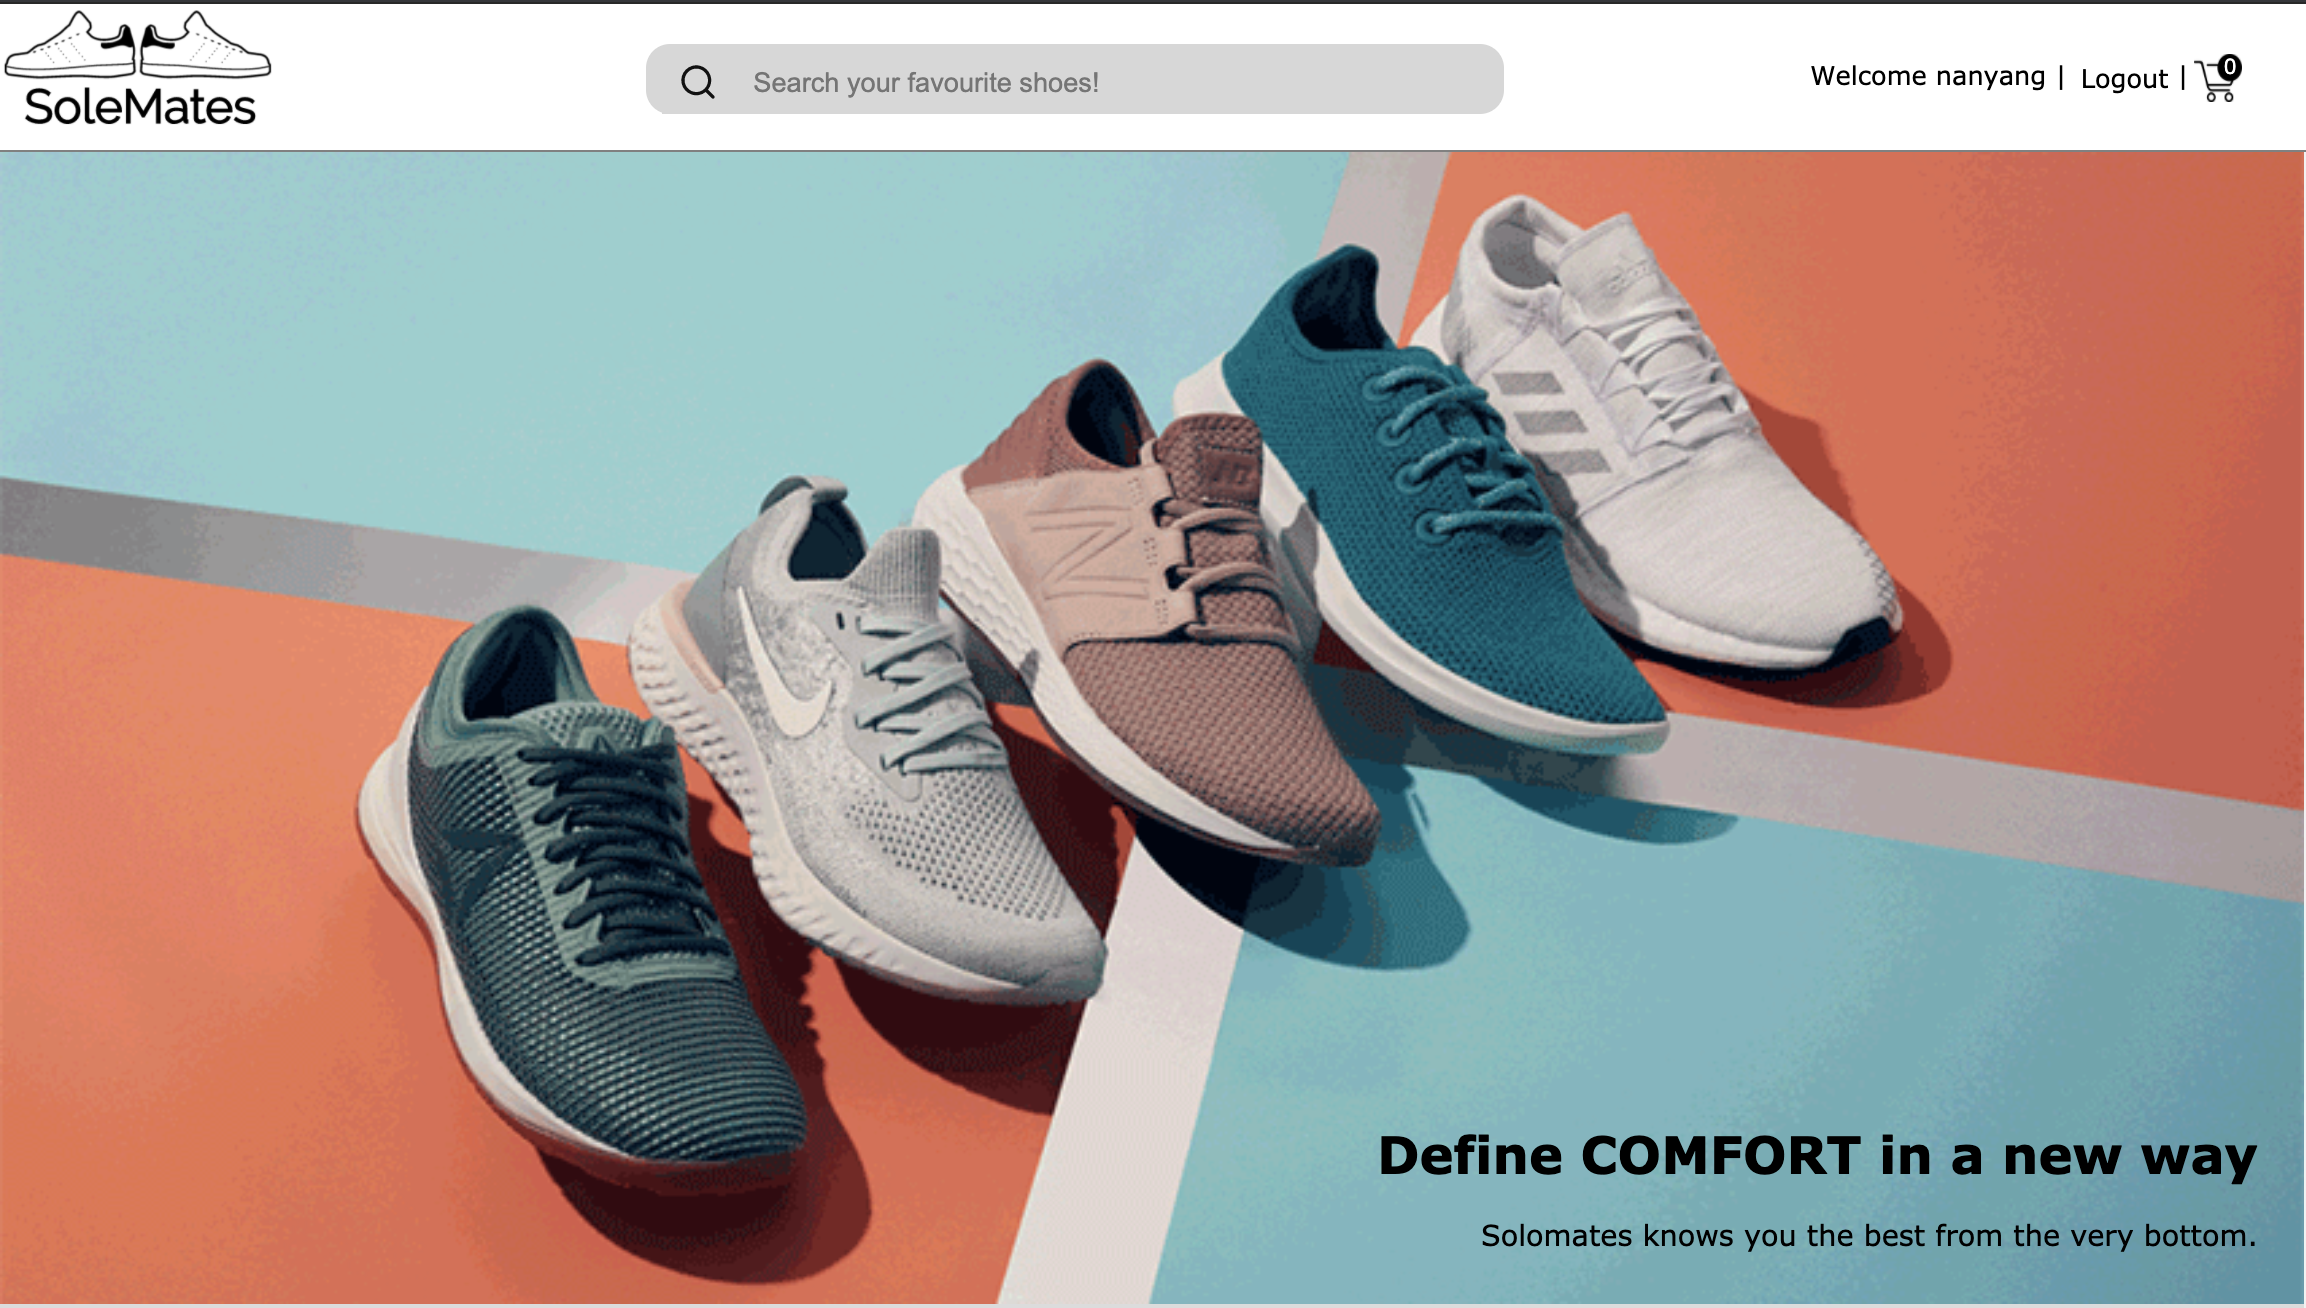 SoleMates
Search your favourite shoes!
Welcome nanyang |
Logout |
0
N
Define COMFORT in a new way
Solomates knows you the best from the very bottom.